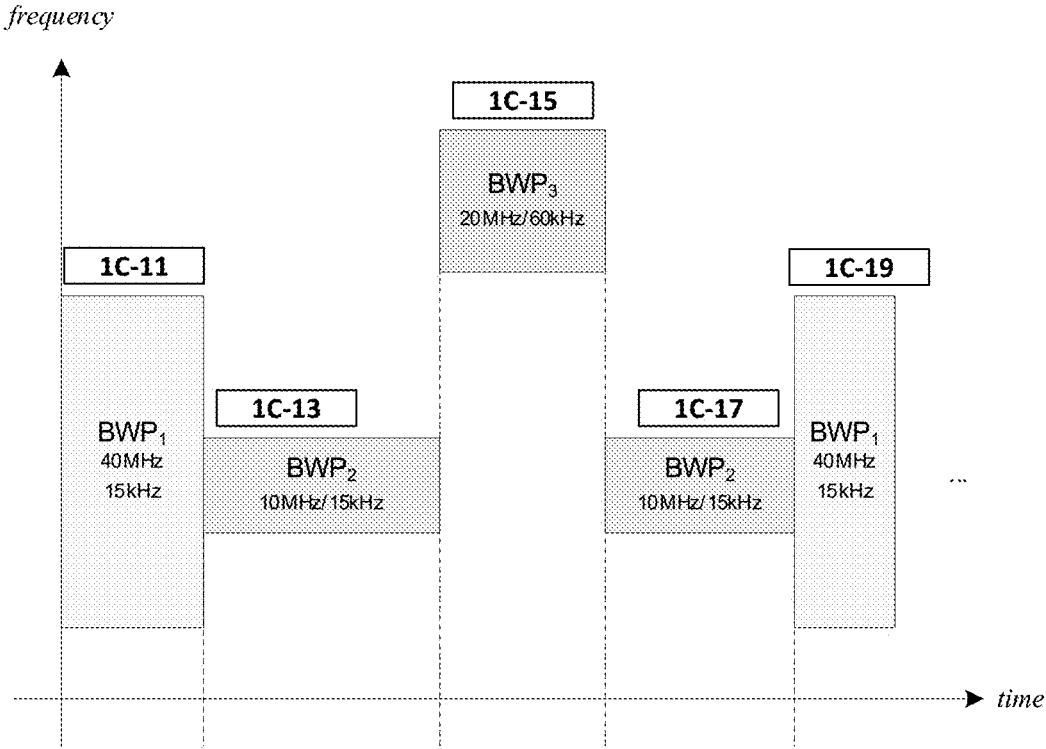 frequency
1C-15
BWP₃
20MHz/60kHz
1C-11
1C-19
1C-13
1C-17
BWP₁
40MHz
15kHz
BWP₂
10MHz/15kHz
BWP₂
10MHz/15kHz
BWP₁
40MHz
15kHz
...
time